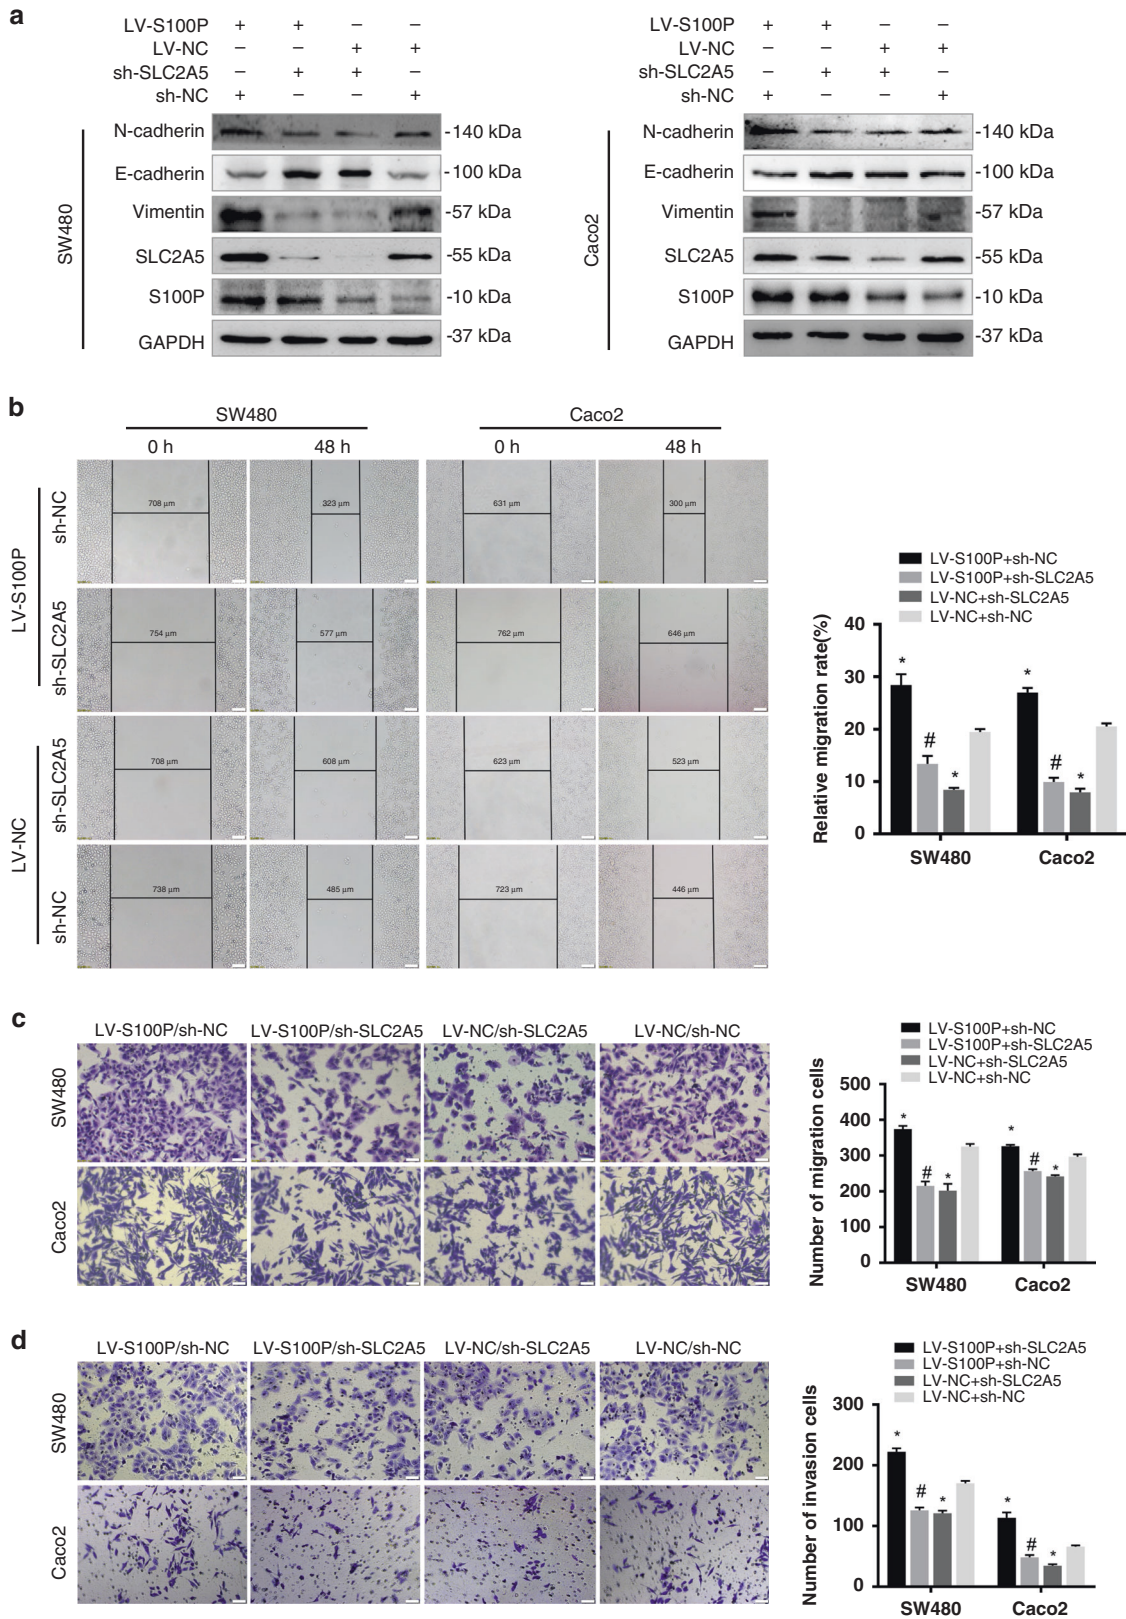 a
LV-S100P + + – –
LV-NC – – + +
sh-SLC2A5 – + + –
sh-NC + – – +
SW480
N-cadherin -140 kDa
E-cadherin -100 kDa
Vimentin -57 kDa
SLC2A5 -55 kDa
S100P -10 kDa
GAPDH -37 kDa
LV-S100P + + – –
LV-NC – – + +
sh-SLC2A5 – + + –
sh-NC + – – +
Caco2
N-cadherin -140 kDa
E-cadherin -100 kDa
Vimentin -57 kDa
SLC2A5 -55 kDa
S100P -10 kDa
GAPDH -37 kDa
b
SW480 Caco2
0 h 48 h 0 h 48 h
LV-S100P
sh-NC
708 μm 323 μm 631 μm 300 μm
sh-SLC2A5
754 μm 577 μm 762 μm 646 μm
LV-NC
sh-SLC2A5
708 μm 608 μm 623 μm 523 μm
sh-NC
738 μm 485 μm 723 μm 446 μm
LV-S100P+sh-NC
LV-S100P+sh-SLC2A5
LV-NC+sh-SLC2A5
LV-NC+sh-NC
Relative migration rate(%)
40
30
20
10
0
* # * * # *
SW480 Caco2
c
LV-S100P/sh-NC LV-S100P/sh-SLC2A5 LV-NC/sh-SLC2A5 LV-NC/sh-NC
SW480
Caco2
LV-S100P+sh-NC
LV-S100P+sh-SLC2A5
LV-NC+sh-SLC2A5
LV-NC+sh-NC
Number of migration cells
500
400
300
200
100
0
* # * * # *
SW480 Caco2
d
LV-S100P/sh-NC LV-S100P/sh-SLC2A5 LV-NC/sh-SLC2A5 LV-NC/sh-NC
SW480
Caco2
LV-S100P+sh-SLC2A5
LV-S100P+sh-NC
LV-NC+sh-SLC2A5
LV-NC+sh-NC
Number of invasion cells
300
200
100
0
* # * * # *
SW480 Caco2